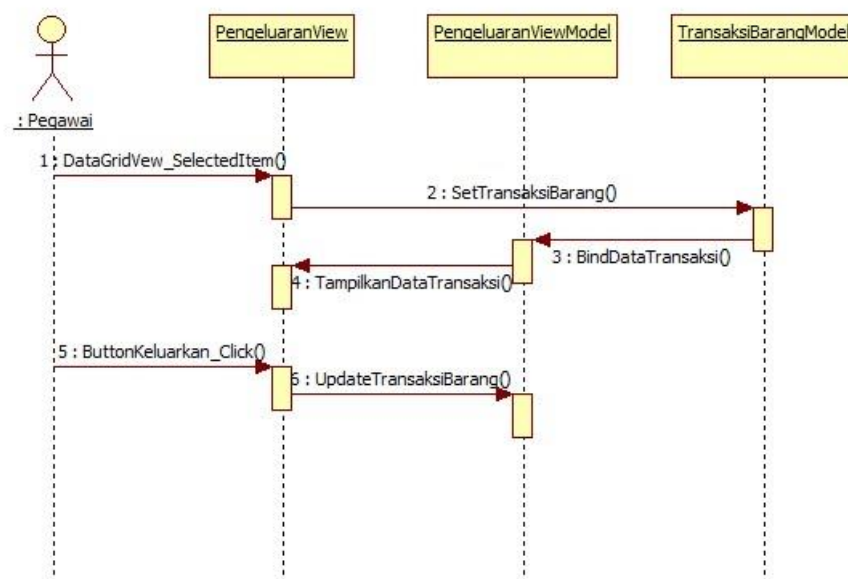 PengeluaranView
PengeluaranViewModel
TransaksiBarangModel
: Pegawai
1 : DataGridVew_SelectedItem()
2 : SetTransaksiBarang()
3 : BindDataTransaksi()
4 : TampilkanDataTransaksi()
5 : ButtonKeluarkan_Click()
6 : UpdateTransaksiBarang()